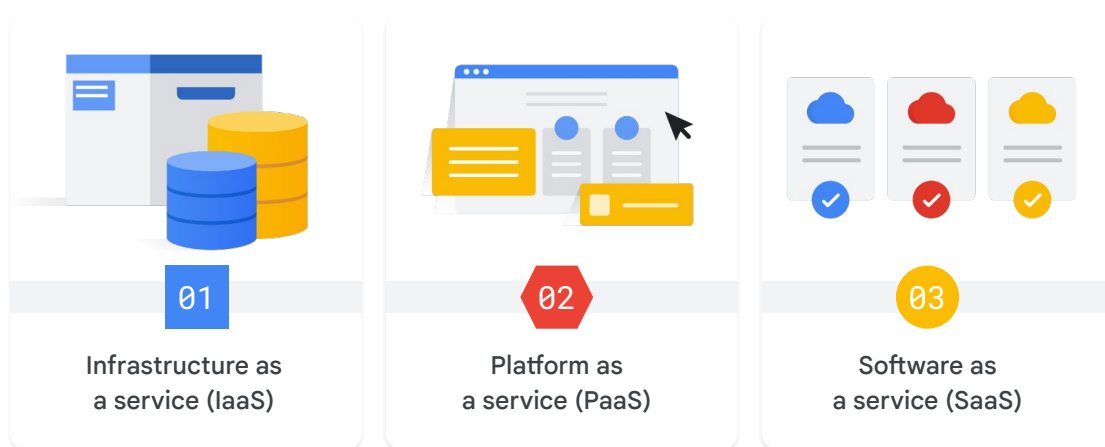 01
Infrastructure as
a service (IaaS)
02
Platform as
a service (PaaS)
03
Software as
a service (SaaS)